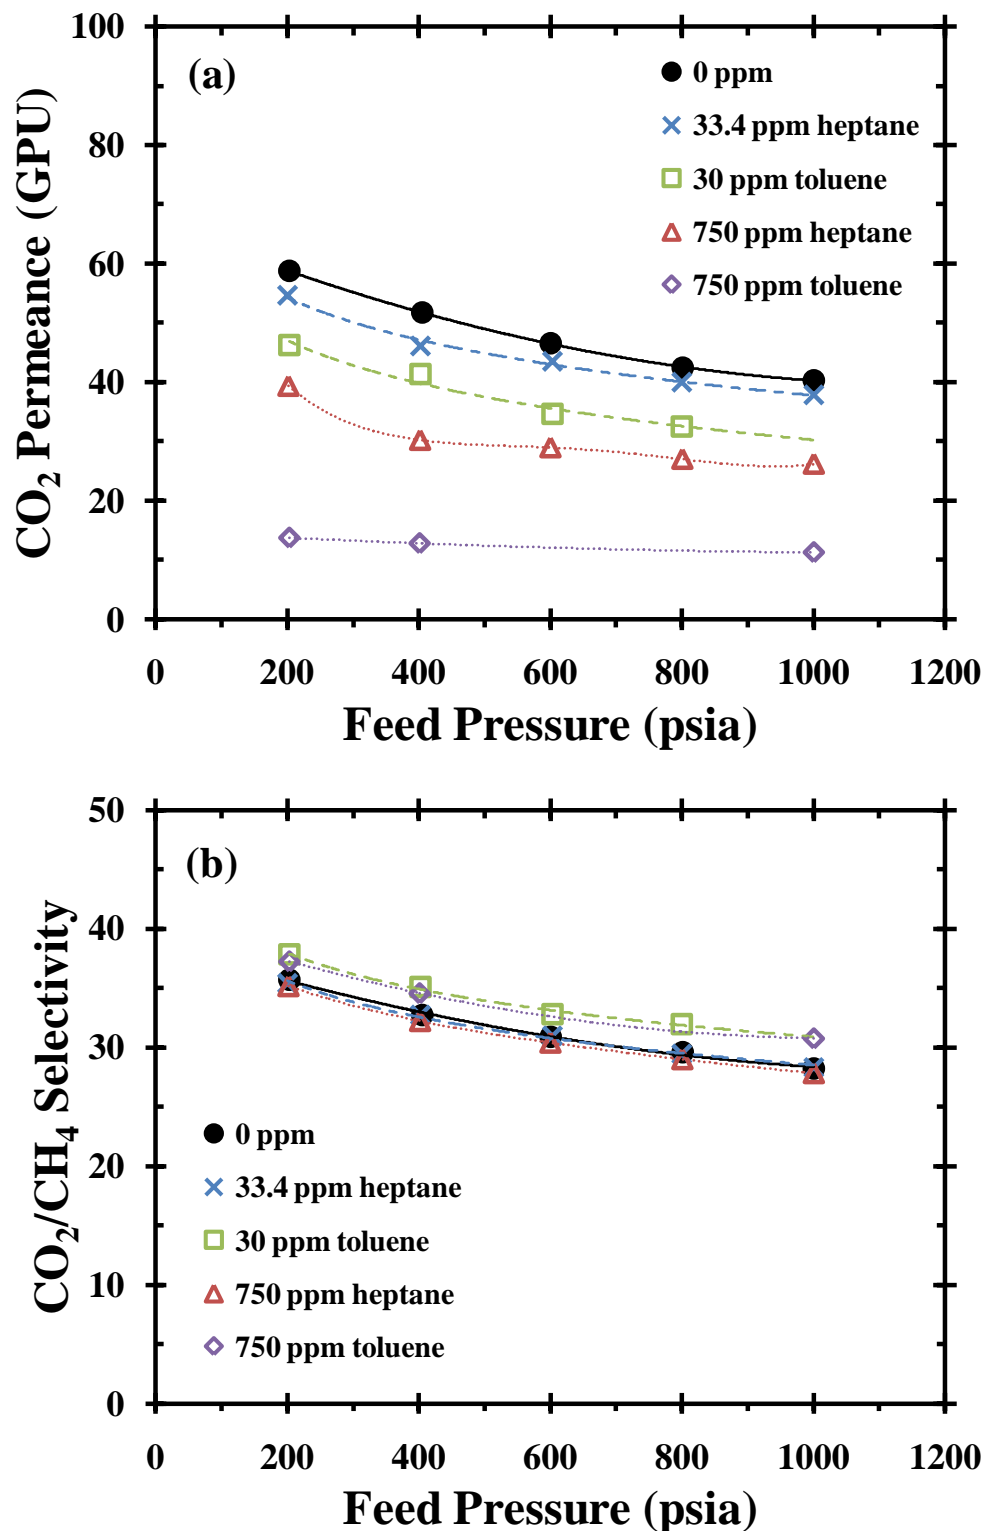 100
80
60
40
20
0
CO₂ Permeance (GPU)
(a)
0 ppm
33.4 ppm heptane
30 ppm toluene
750 ppm heptane
750 ppm toluene
0 200 400 600 800 1000 1200
Feed Pressure (psia)
50
40
30
20
10
0
CO₂/CH₄ Selectivity
(b)
0 ppm
33.4 ppm heptane
30 ppm toluene
750 ppm heptane
750 ppm toluene
0 200 400 600 800 1000 1200
Feed Pressure (psia)